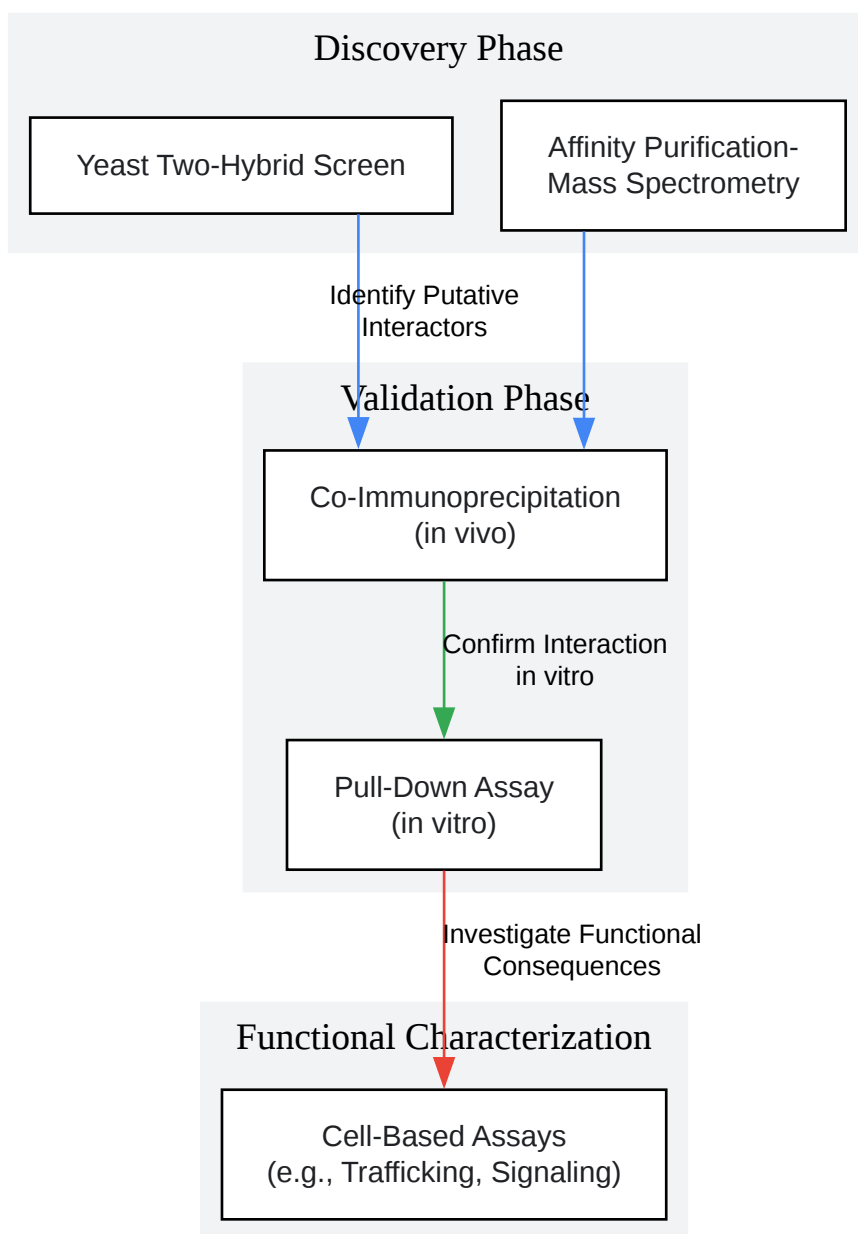 Discovery Phase
Yeast Two-Hybrid Screen
Affinity Purification-
Mass Spectrometry
Identify Putative
Interactors
Validation Phase
Co-Immunoprecipitation
(in vivo)
Confirm Interaction
in vitro
Pull-Down Assay
(in vitro)
Investigate Functional
Consequences
Functional Characterization
Cell-Based Assays
(e.g., Trafficking, Signaling)